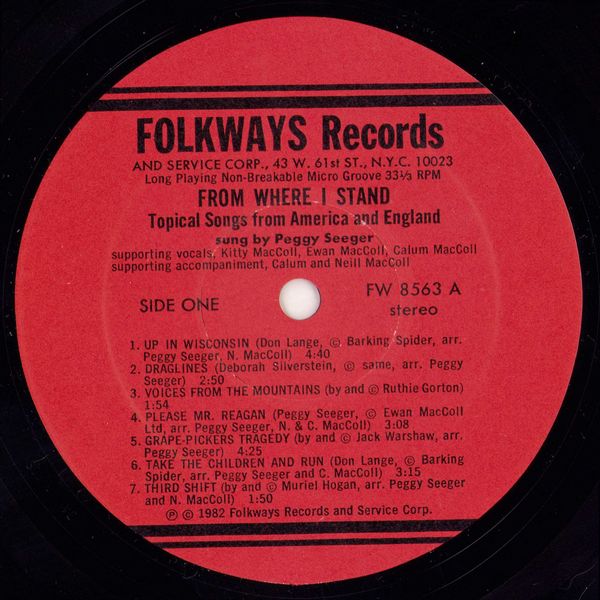 FOLKWAYS Records
AND SERVICE CORP., 43 W. 61st ST., N.Y.C. 10023
Long Playing Non-Breakable Micro Groove 33⅓ RPM
FROM WHERE I STAND
Topical Songs from America and England
sung by Peggy Seeger
supporting vocals, Kitty MacColl, Ewan MacColl, Calum MacColl
supporting accompaniment, Calum and Neill MacColl
SIDE ONE
FW 8563 A
stereo
1. UP IN WISCONSIN (Don Lange, © Barking Spider, arr.
Peggy Seeger, N. MacColl) 4:40
2. DRAGLINES (Deborah Silverstein, © same, arr. Peggy
Seeger) 2:50
3. VOICES FROM THE MOUNTAINS (by and © Ruthie Gorton)
1:54
4. PLEASE MR. REAGAN (Peggy Seeger, © Ewan MacColl
Ltd, arr. Peggy Seeger, N. & C. MacColl) 3:08
5. GRAPE-PICKERS TRAGEDY (by and © Jack Warshaw, arr.
Peggy Seeger) 4:25
6. TAKE THE CHILDREN AND RUN (Don Lange, © Barking
Spider, arr. Peggy Seeger and C. MacColl) 3:15
7. THIRD SHIFT (by and © Muriel Hogan, arr. Peggy Seeger
and N. MacColl) 1:50
℗ © 1982 Folkways Records and Service Corp.